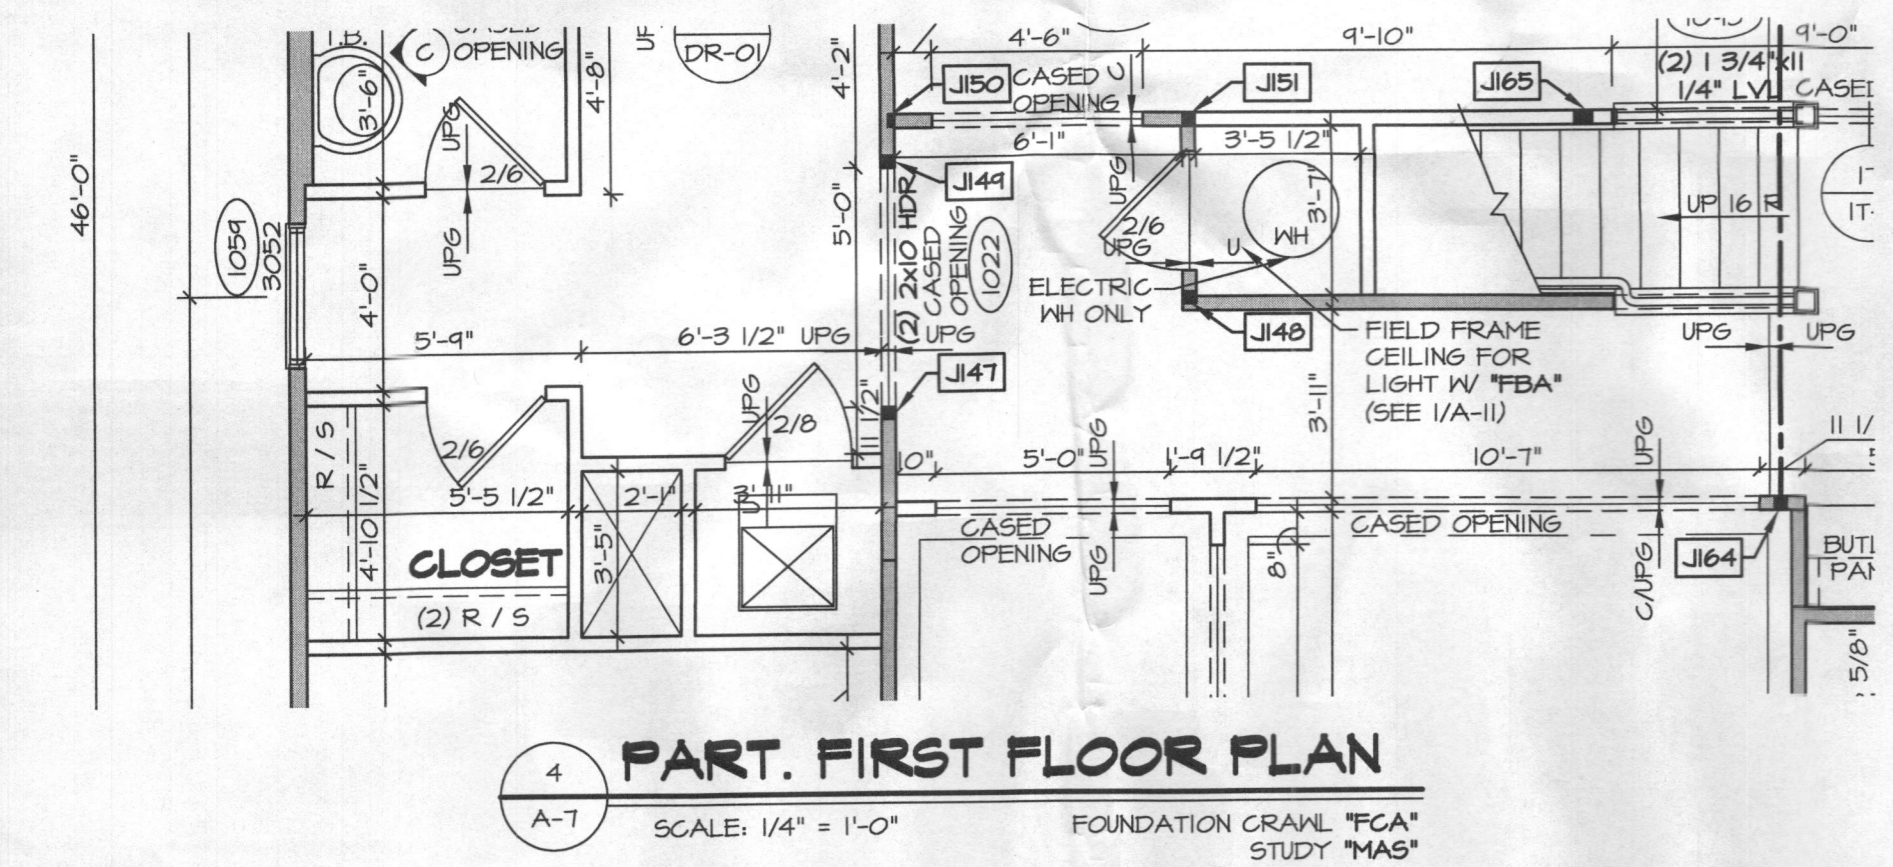 T.B.
C
CASED
OPENING
3'-6"
UPG
2/6
UPG
4'-8"
DR-01
4'-2"
J150
CASED
OPENING
4'-6"
C
J151
9'-10"
J165
(2) 1 3/4"x11
1/4" LVL
9'-0"
46'-0"
1059
3052
4'-0"
5'-0"
J149
(2) 2x10 HDR
CASED
OPENING
1022
6'-1"
3'-5 1/2"
UPG
2/6
UPG
U
WH
3'-7"
UP 16 R
ELECTRIC
WH ONLY
J148
FIELD FRAME
CEILING FOR
LIGHT W/ "FBA"
(SEE 1/A-11)
UPG
UPG
5'-9"
6'-3 1/2"
UPG
UPG
J147
3'-11"
R / S
2/6
UPG
2/8
11 1/2"
10"
5'-0"
UPG
1'-9 1/2"
10'-7"
UPG
4'-10 1/2"
5'-5 1/2"
2'-1"
3'-11"
UPG
3'-5"
CLOSET
(2) R / S
CASED
OPENING
UPG
8"
CASED OPENING
C/UPG
J164
5/8"
4
A-7
PART. FIRST FLOOR PLAN
SCALE: 1/4" = 1'-0"
FOUNDATION CRAWL "FCA"
STUDY "MAS"